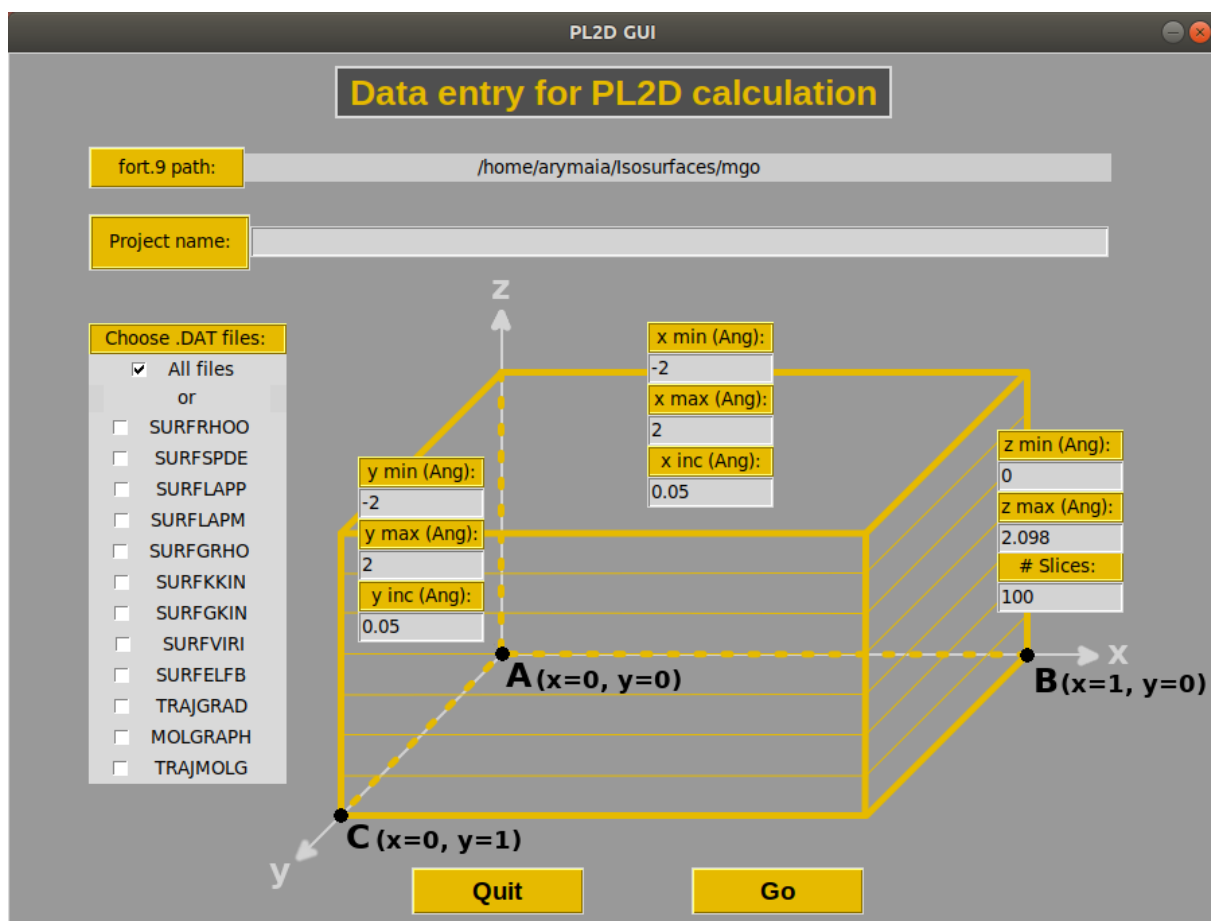 PL2D GUI
Data entry for PL2D calculation
fort.9 path: /home/arymaia/Isosurfaces/mgo
Project name:
Choose .DAT files:
All files
or
SURFRHOO
SURFSPDE
SURFLAPP
SURFLAPM
SURFGRHO
SURFKKIN
SURFGKIN
SURFVIRI
SURFELFB
TRAJGRAD
MOLGRAPH
TRAJMOLG
z
x min (Ang):
-2
x max (Ang):
2
x inc (Ang):
0.05
y min (Ang):
-2
y max (Ang):
2
y inc (Ang):
0.05
z min (Ang):
0
z max (Ang):
2.098
# Slices:
100
x
A (x=0, y=0)
B (x=1, y=0)
C (x=0, y=1)
y
Quit
Go